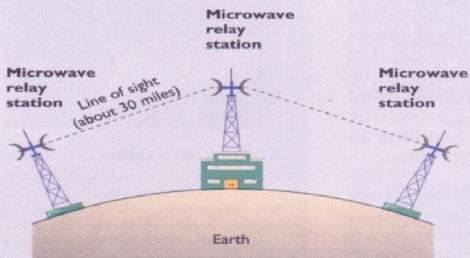 Microwave
relay
station
Microwave
relay
station
Line of sight
(about 30 miles)
Microwave
relay
station
Earth